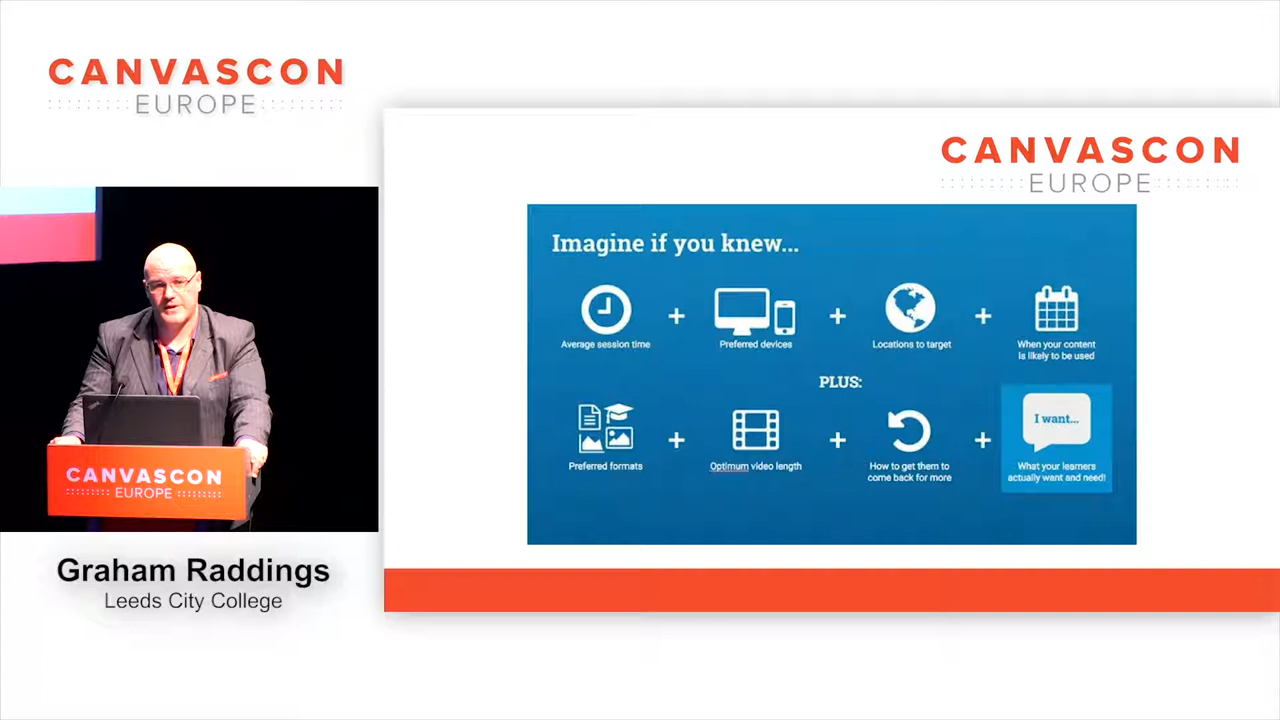 CANVASCON
EUROPE
CANVASCON
EUROPE
Imagine if you knew...
+
+
+
Average session time
Preferred devices
Locations to target
When your content
is likely to be used
PLUS:
I want...
+
+
+
Preferred formats
Optimum video length
How to get them to
come back for more
What your learners
actually want and need!
CANVASCON
EUROPE
Graham Raddings
Leeds City College